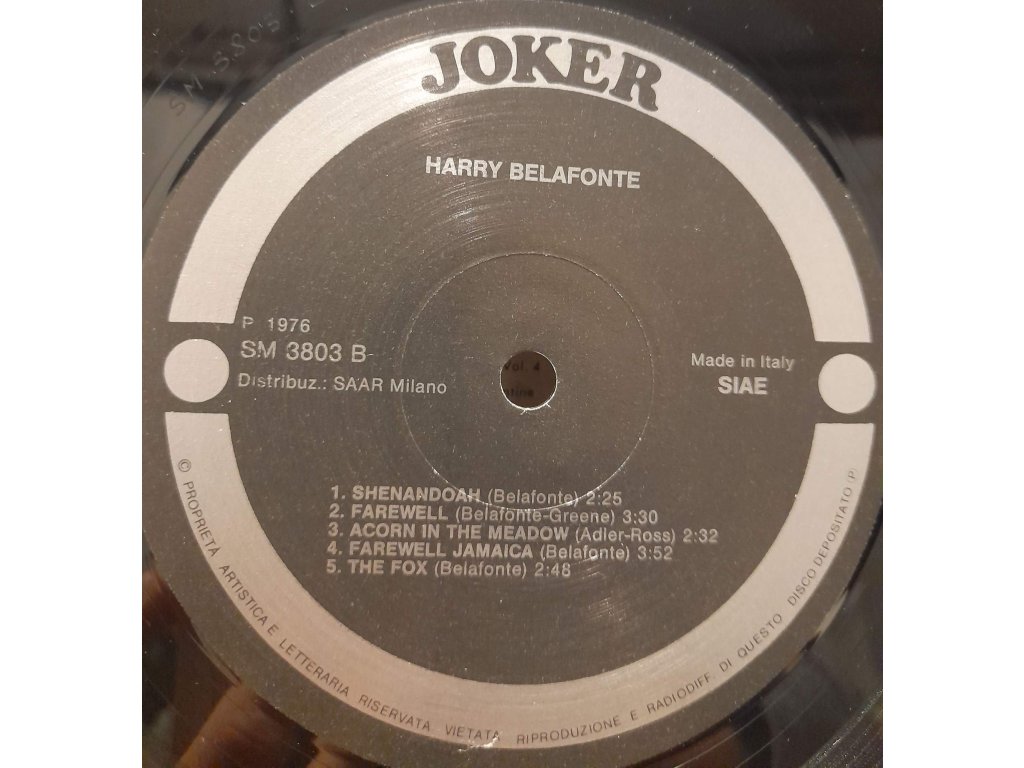 SM 3803
JOKER
HARRY BELAFONTE
P 1976
SM 3803 B
Distribuz.: SAAR Milano
Made in Italy
SIAE
Vol. 4
1. SHENANDOAH (Belafonte) 2:25
2. FAREWELL (Belafonte-Greene) 3:30
3. ACORN IN THE MEADOW (Adler-Ross) 2:32
4. FAREWELL JAMAICA (Belafonte) 3:52
5. THE FOX (Belafonte) 2:48
© PROPRIETÀ ARTISTICA E LETTERARIA RISERVATA VIETATA RIPRODUZIONE E RADIODIFF. DI QUESTO DISCO DEPOSITATO (P)